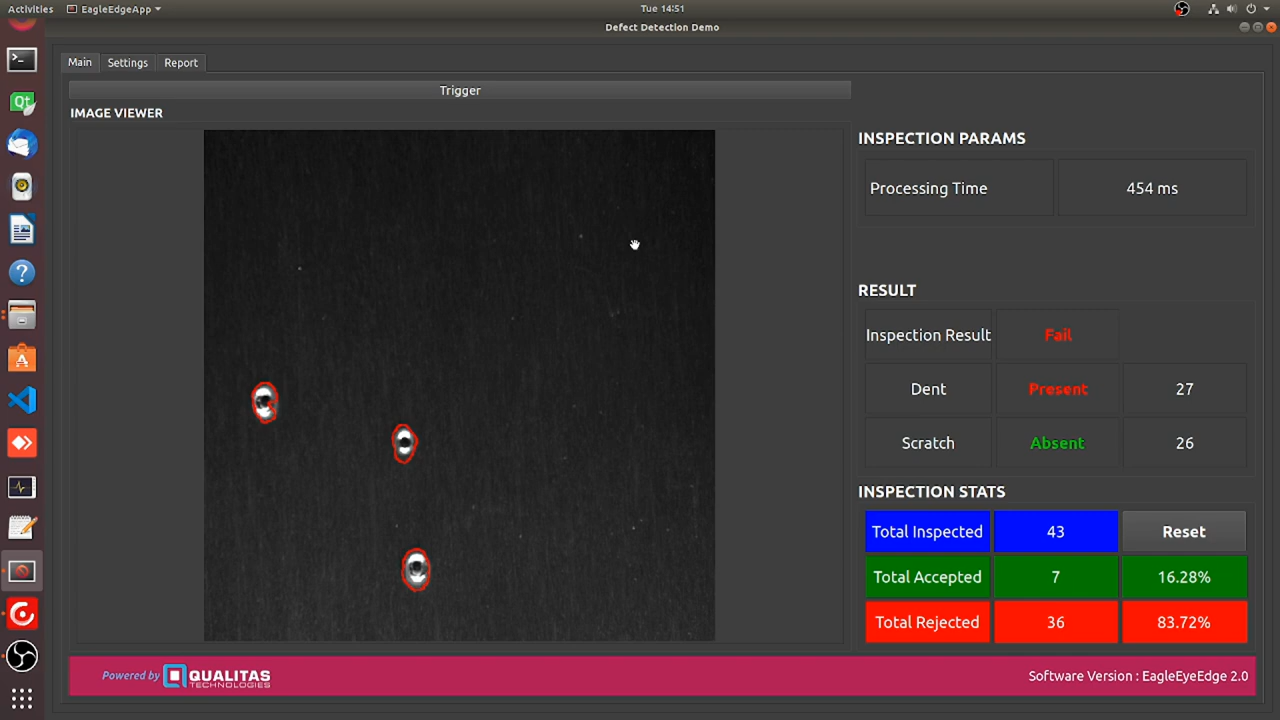 Activities EagleEdgeApp Tue 14:51
Defect Detection Demo
Main Settings Report
Trigger
IMAGE VIEWER
INSPECTION PARAMS
Processing Time 454 ms
RESULT
Inspection Result Fail
Dent Present 27
Scratch Absent 26
INSPECTION STATS
Total Inspected 43 Reset
Total Accepted 7 16.28%
Total Rejected 36 83.72%
Powered by QUALITAS
TECHNOLOGIES
Software Version : EagleEyeEdge 2.0